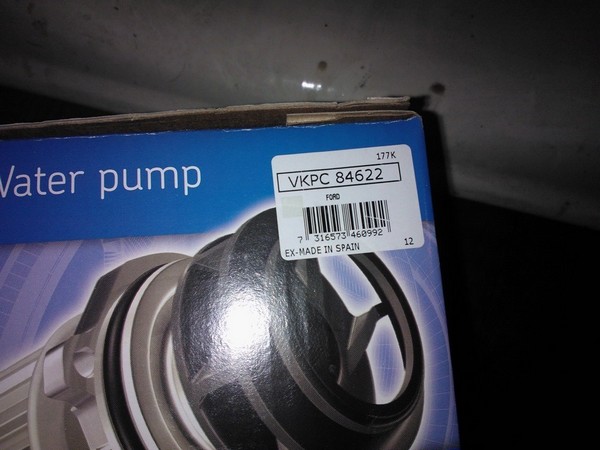 Water pump
177K
VKPC 84622
FORD
7 316573 460992
EX-MADE IN SPAIN
12